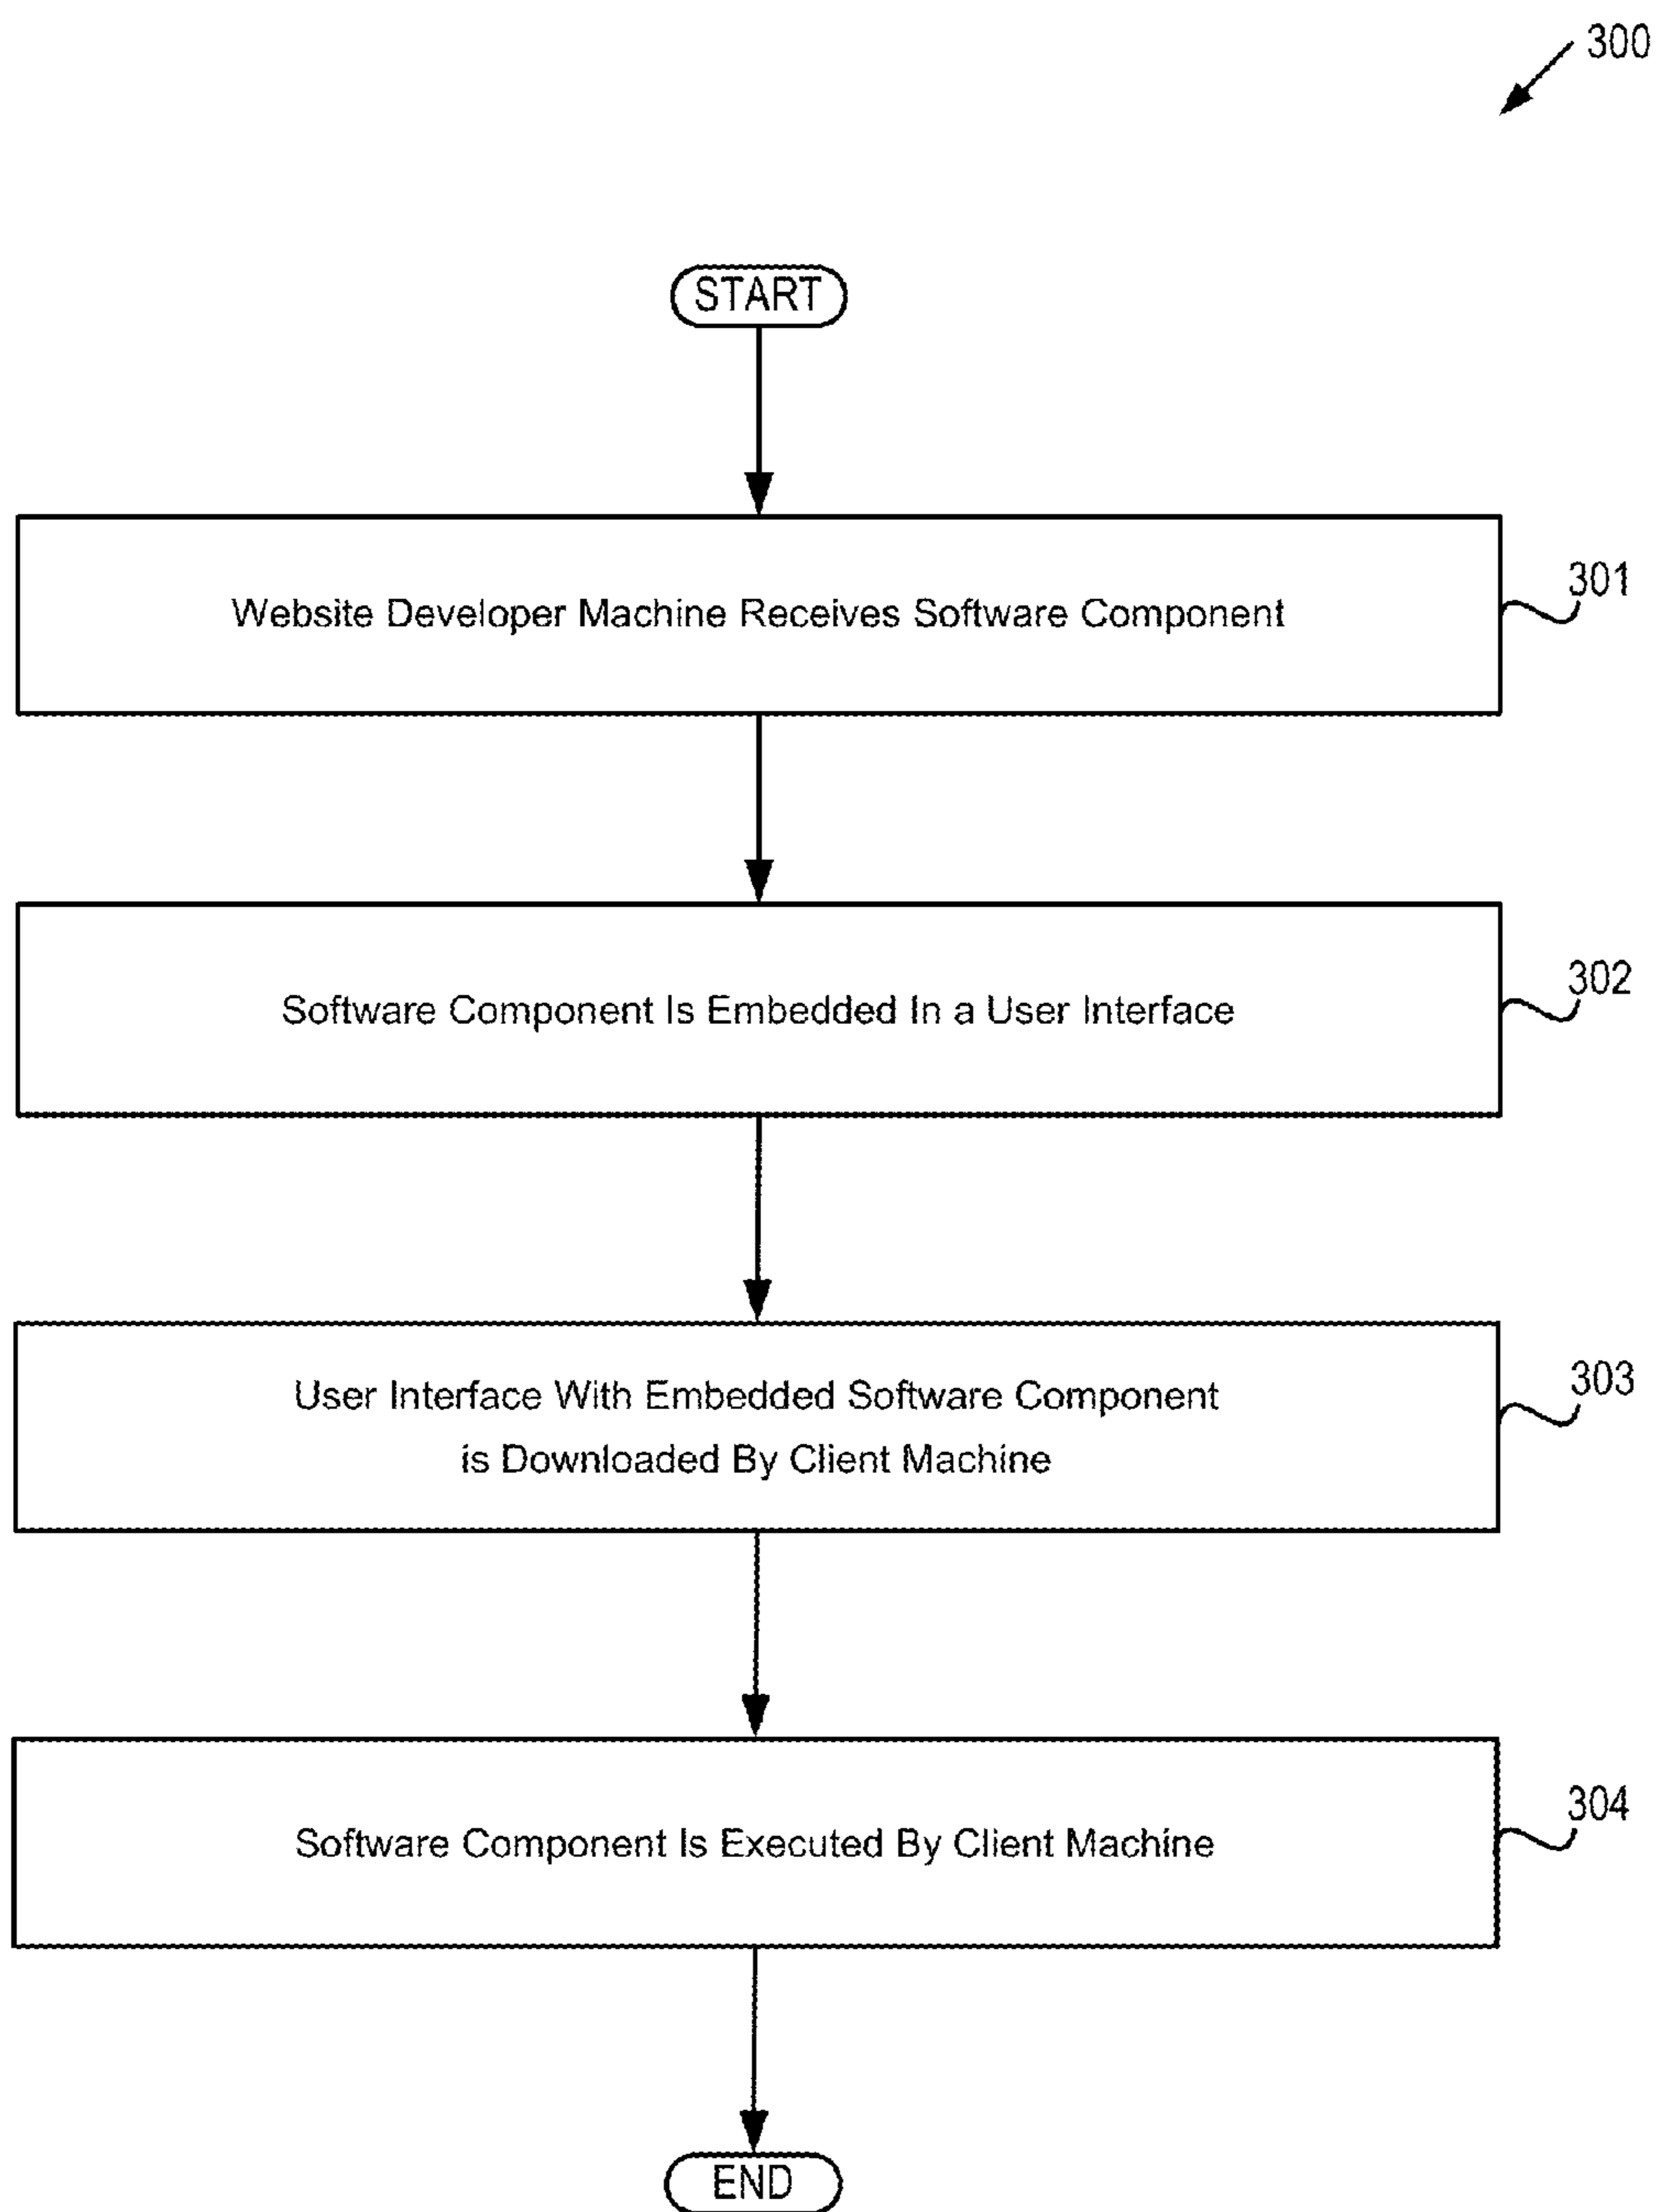 300
START
Website Developer Machine Receives Software Component
301
Software Component Is Embedded In a User Interface
302
User Interface With Embedded Software Component
is Downloaded By Client Machine
303
Software Component Is Executed By Client Machine
304
END